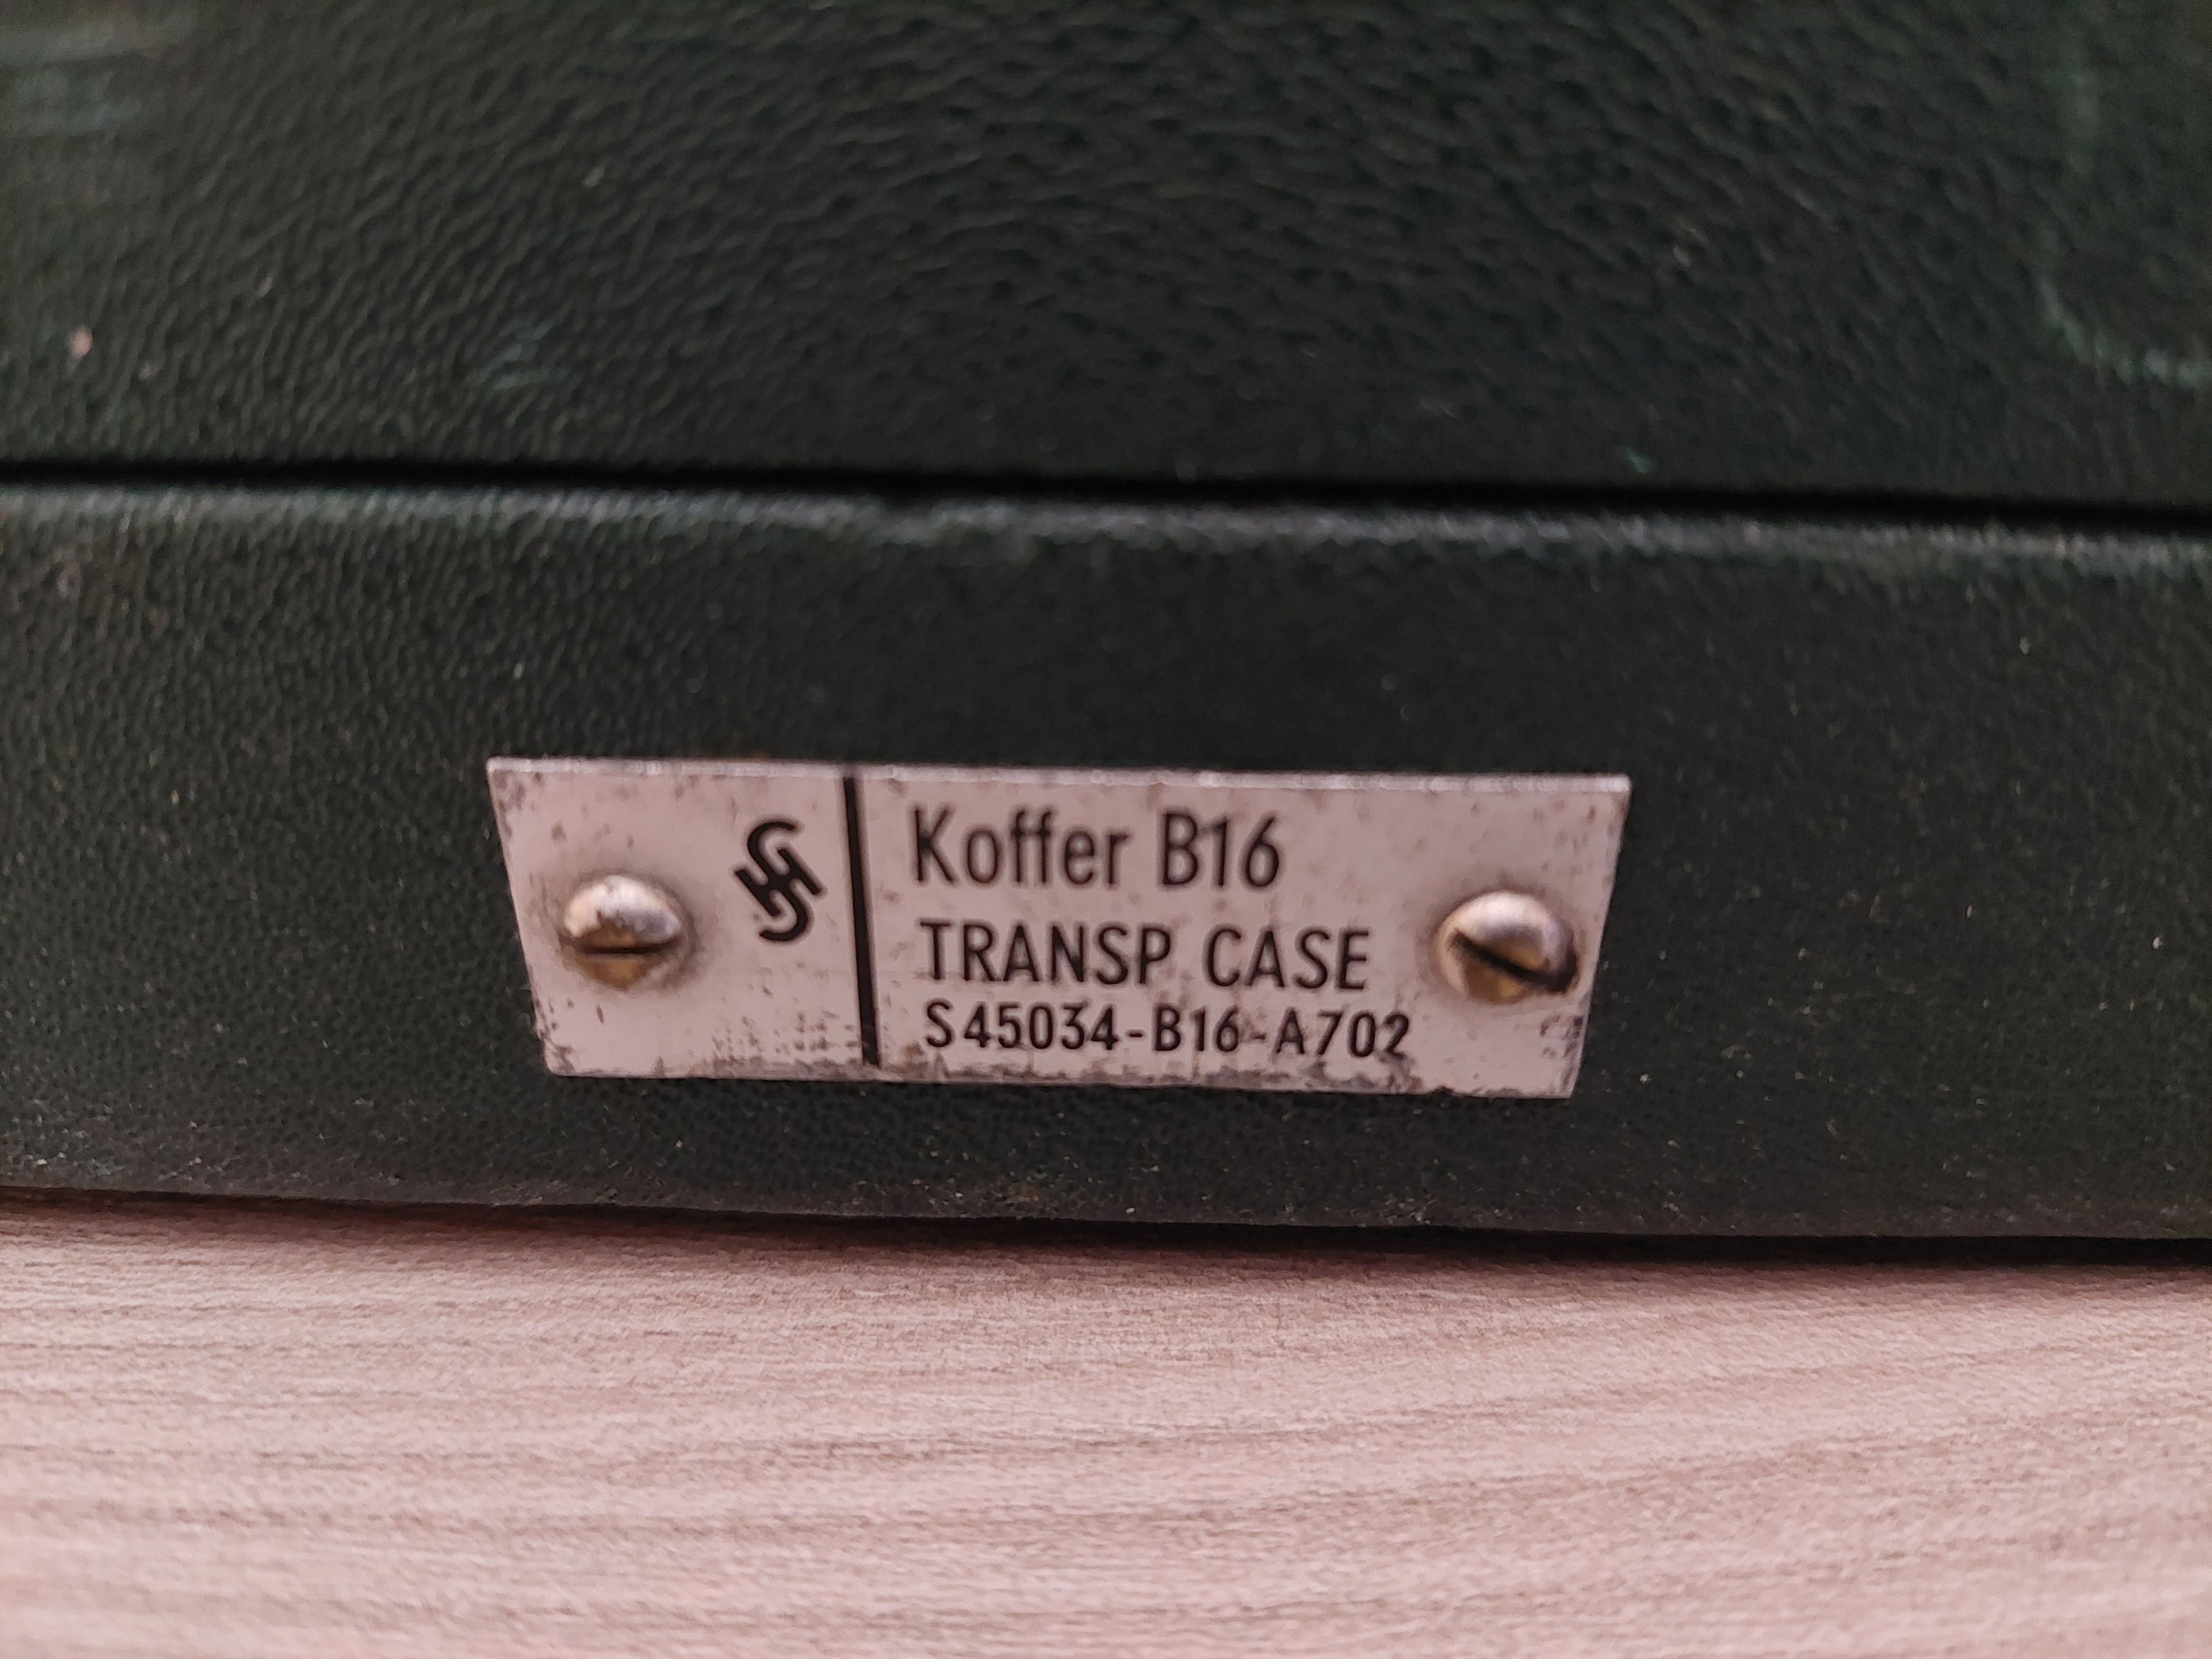 Koffer B16
TRANSP CASE
S45034-B16-A702